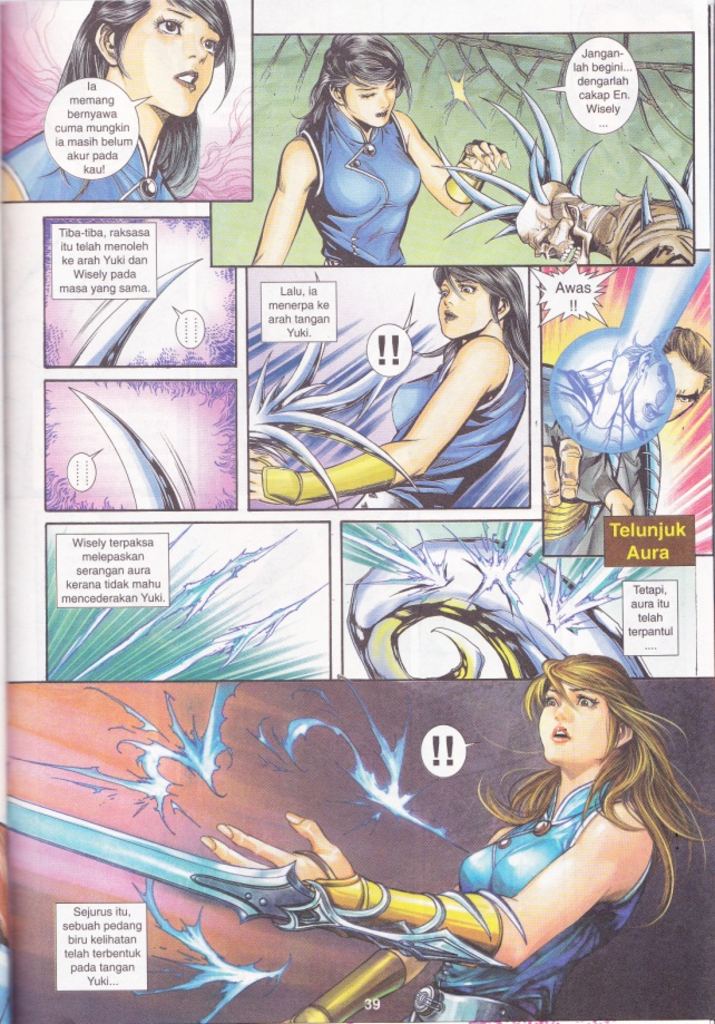 Ia
memang
bernyawa
cuma mungkin
ia masih belum
akur pada
kau!
Jangan-
lah begini...
dengarlah
cakap En.
Wisely
...
Tiba-tiba, raksasa
itu telah menoleh
ke arah Yuki dan
Wisely pada
masa yang sama.
Lalu, ia
menerpa ke
arah tangan
Yuki.
!!
Awas
!!
Telunjuk
Aura
Wisely terpaksa
melepaskan
serangan aura
kerana tidak mahu
mencederakan Yuki.
Tetapi,
aura itu
telah
terpantul
....
!!
Sejurus itu,
sebuah pedang
biru kelihatan
telah terbentuk
pada tangan
Yuki...
39